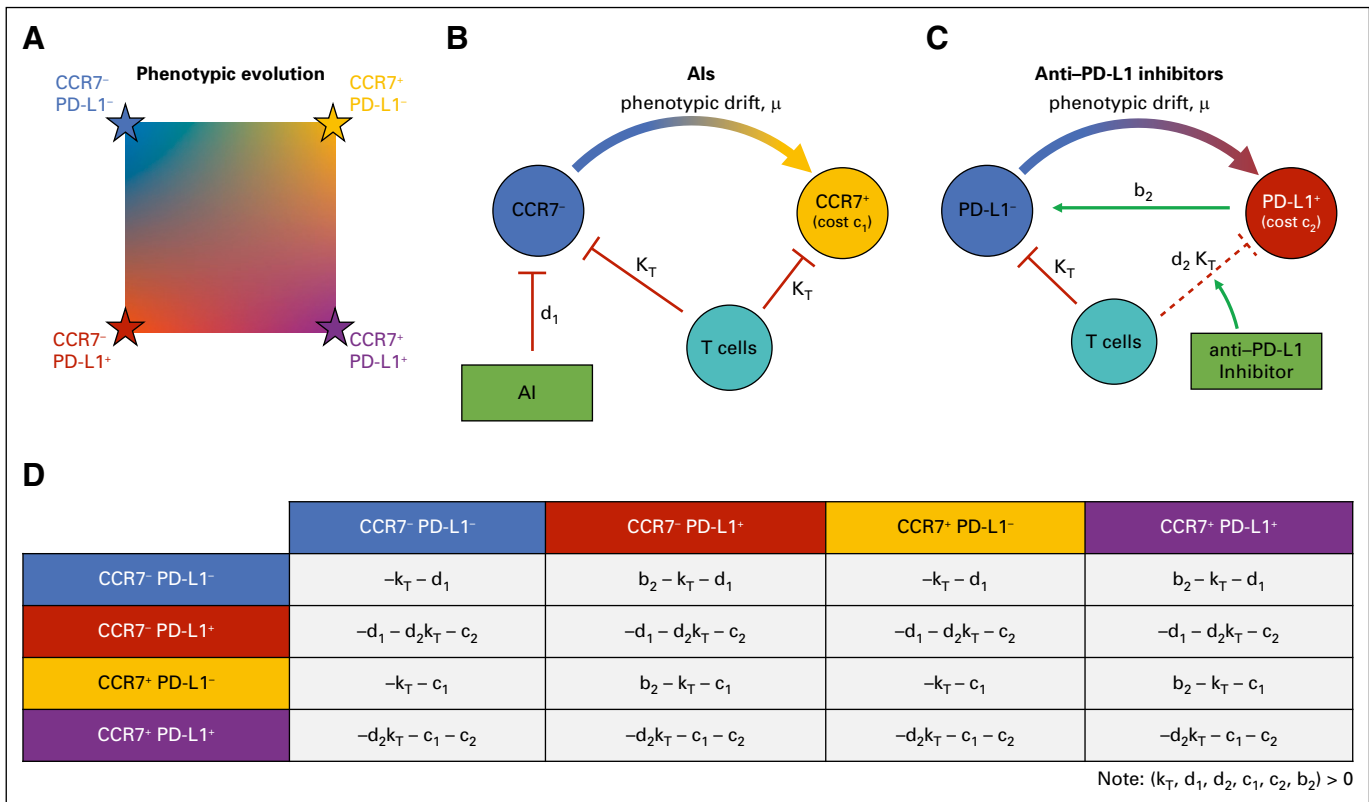 A
Phenotypic evolution
CCR7⁻
PD-L1⁻
CCR7⁺
PD-L1⁻
CCR7⁻
PD-L1⁺
CCR7⁺
PD-L1⁺
B
AIs
phenotypic drift, μ
CCR7⁻
CCR7⁺
(cost c₁)
K_T
K_T
d₁
T cells
AI
C
Anti–PD-L1 inhibitors
phenotypic drift, μ
PD-L1⁻
b₂
PD-L1⁺
(cost c₂)
K_T
d₂ K_T
T cells
anti–PD-L1
Inhibitor
D
CCR7⁻ PD-L1⁻ CCR7⁻ PD-L1⁺ CCR7⁺ PD-L1⁻ CCR7⁺ PD-L1⁺
CCR7⁻ PD-L1⁻ –k_T – d₁ b₂ – k_T – d₁ –k_T – d₁ b₂ – k_T – d₁
CCR7⁻ PD-L1⁺ –d₁ – d₂k_T – c₂ –d₁ – d₂k_T – c₂ –d₁ – d₂k_T – c₂ –d₁ – d₂k_T – c₂
CCR7⁺ PD-L1⁻ –k_T – c₁ b₂ – k_T – c₁ –k_T – c₁ b₂ – k_T – c₁
CCR7⁺ PD-L1⁺ –d₂k_T – c₁ – c₂ –d₂k_T – c₁ – c₂ –d₂k_T – c₁ – c₂ –d₂k_T – c₁ – c₂
Note: (k_T, d₁, d₂, c₁, c₂, b₂) > 0